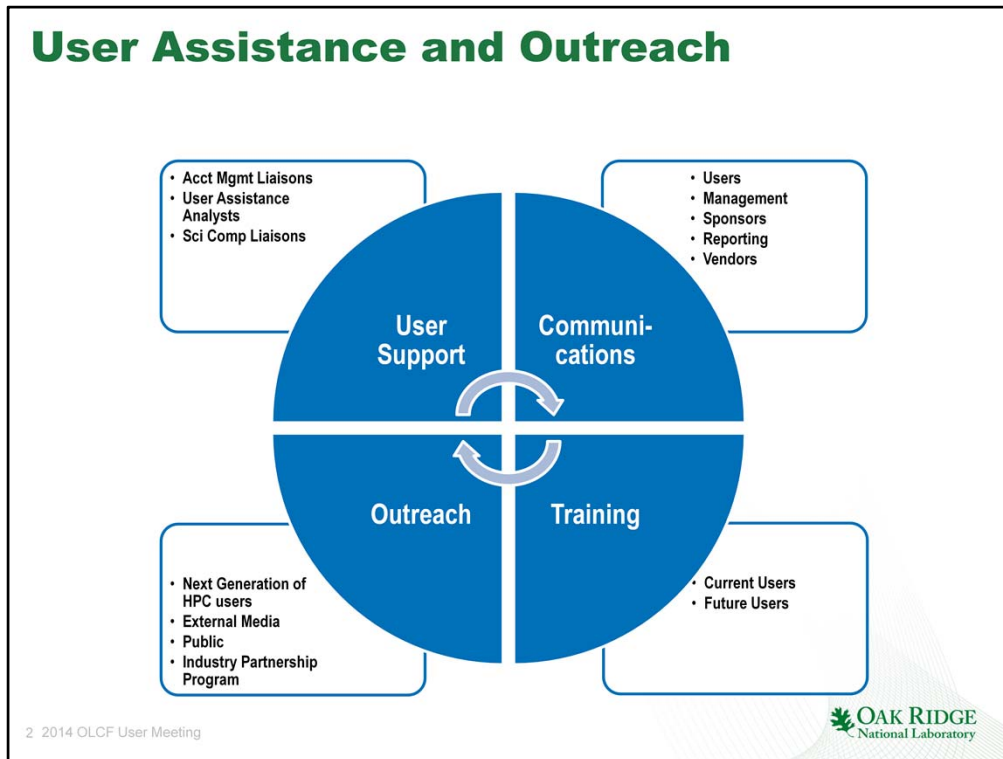 User Assistance and Outreach
• Acct Mgmt Liaisons
• User Assistance
Analysts
• Sci Comp Liaisons
• Users
• Management
• Sponsors
• Reporting
• Vendors
User
Support
Communi-
cations
Outreach
Training
• Next Generation of
HPC users
• External Media
• Public
• Industry Partnership
Program
• Current Users
• Future Users
2 2014 OLCF User Meeting
OAK RIDGE
National Laboratory